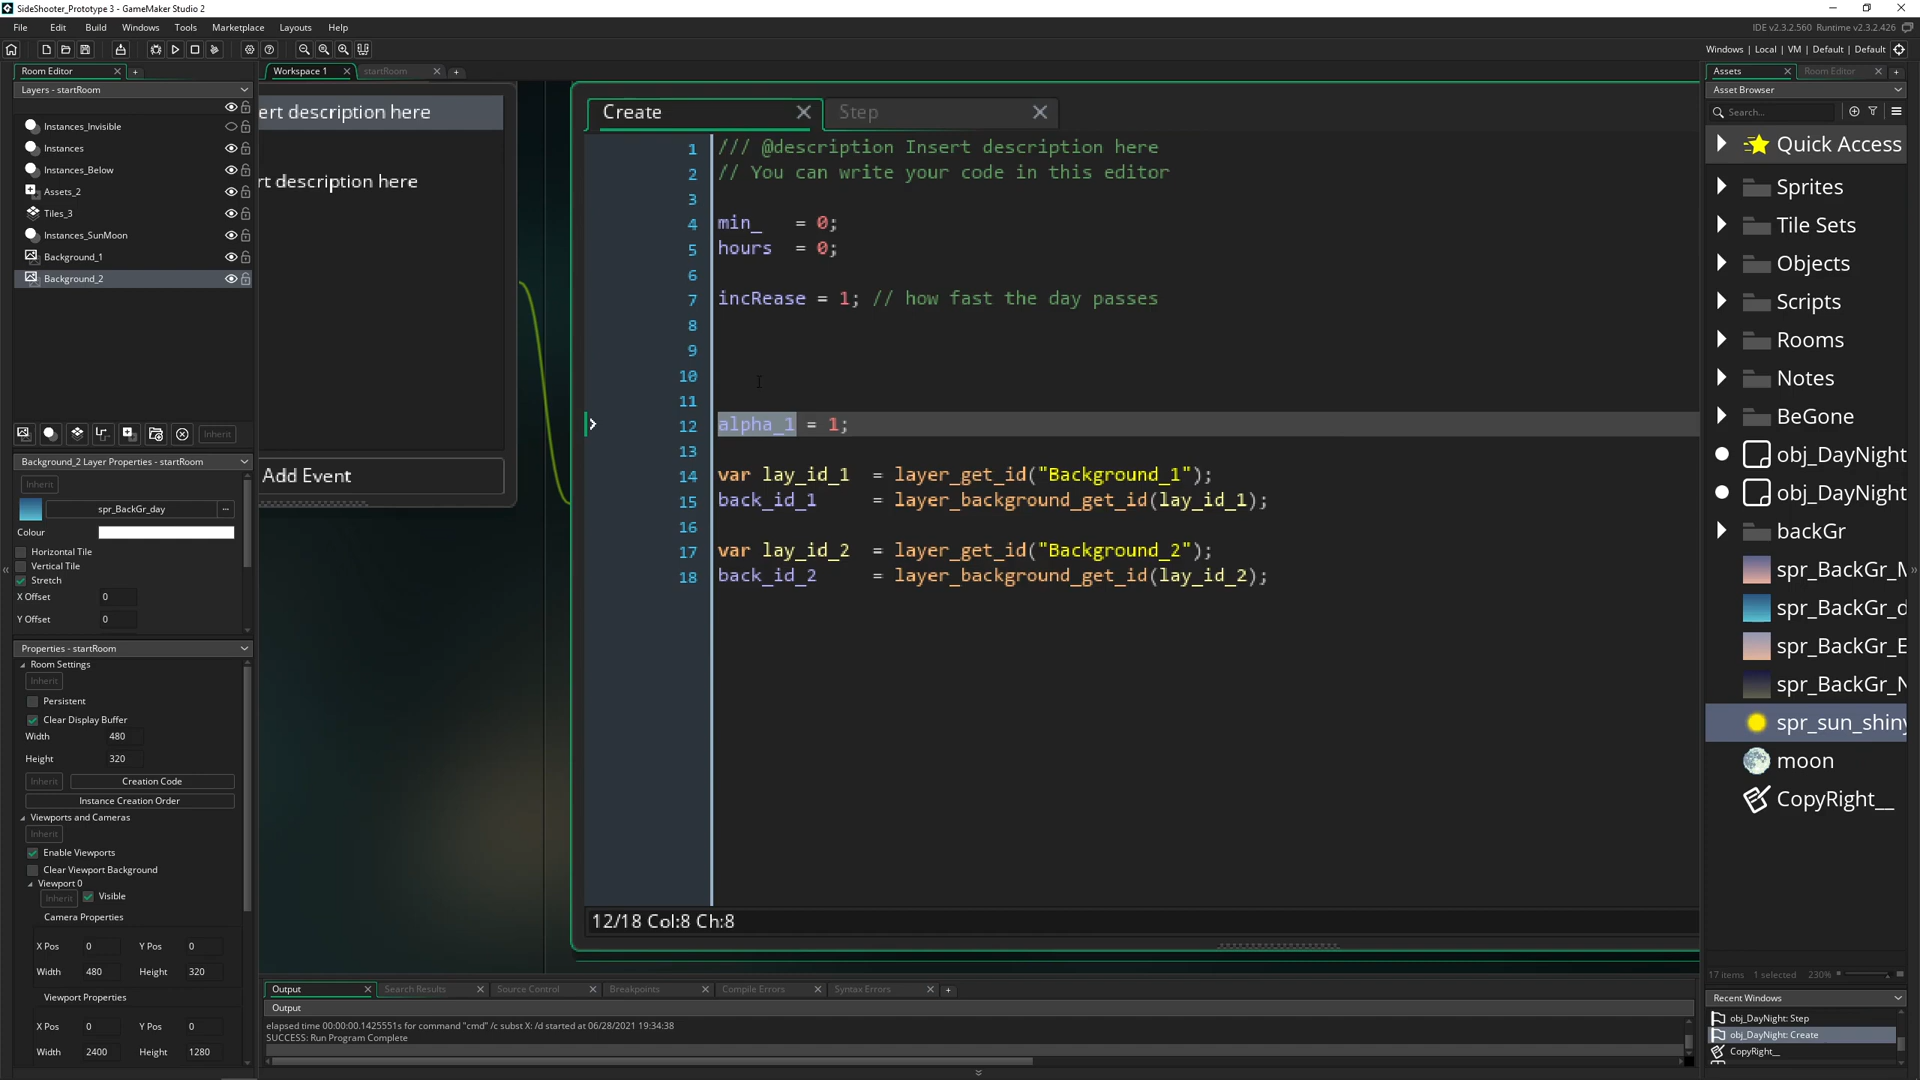 SideShooter_Prototype 3 - GameMaker Studio 2
File Edit Build Windows Tools Marketplace Layouts Help
IDE v2.3.2.560 Runtime v2.3.2.426
Windows | Local | VM | Default | Default
Room Editor
Layers - startRoom
Instances_Invisible
Instances
Instances_Below
Assets_2
Tiles_3
Instances_SunMoon
Background_1
Background_2
Inherit
Background_2 Layer Properties - startRoom
Inherit
spr_BackGr_day
...
Colour
Horizontal Tile
Vertical Tile
Stretch
X Offset 0
Y Offset 0
Properties - startRoom
Room Settings
Inherit
Persistent
Clear Display Buffer
Width 480
Height 320
Inherit Creation Code
Instance Creation Order
Viewports and Cameras
Inherit
Enable Viewports
Clear Viewport Background
Viewport 0
Inherit Visible
Camera Properties
X Pos 0 Y Pos 0
Width 480 Height 320
Viewport Properties
X Pos 0 Y Pos 0
Width 2400 Height 1280
Workspace 1 startRoom
ert description here
rt description here
Add Event
Create Step
1 /// @description Insert description here
2 // You can write your code in this editor
3
4 min_ = 0;
5 hours = 0;
6
7 incRease = 1; // how fast the day passes
8
9
10
11
12 alpha_1 = 1;
13
14 var lay_id_1 = layer_get_id("Background_1");
15 back_id_1 = layer_background_get_id(lay_id_1);
16
17 var lay_id_2 = layer_get_id("Background_2");
18 back_id_2 = layer_background_get_id(lay_id_2);
12/18 Col:8 Ch:8
Output Search Results Source Control Breakpoints Compile Errors Syntax Errors
Output
elapsed time 00:00:00.1425551s for command "cmd" /c subst X: /d started at 06/28/2021 19:34:38
SUCCESS: Run Program Complete
Assets Room Editor
Asset Browser
Search...
Quick Access
Sprites
Tile Sets
Objects
Scripts
Rooms
Notes
BeGone
obj_DayNight
obj_DayNight
backGr
spr_BackGr_M
spr_BackGr_d
spr_BackGr_E
spr_BackGr_N
spr_sun_shiny
moon
CopyRight__
17 items 1 selected 230%
Recent Windows
obj_DayNight: Step
obj_DayNight: Create
CopyRight__